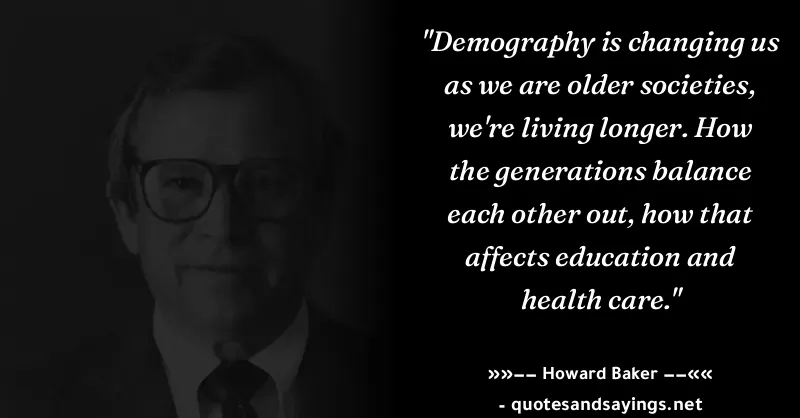 "Demography is changing us
as we are older societies,
we're living longer. How
the generations balance
each other out, how that
affects education and
health care."
»»−− Howard Baker −−««
- quotesandsayings.net